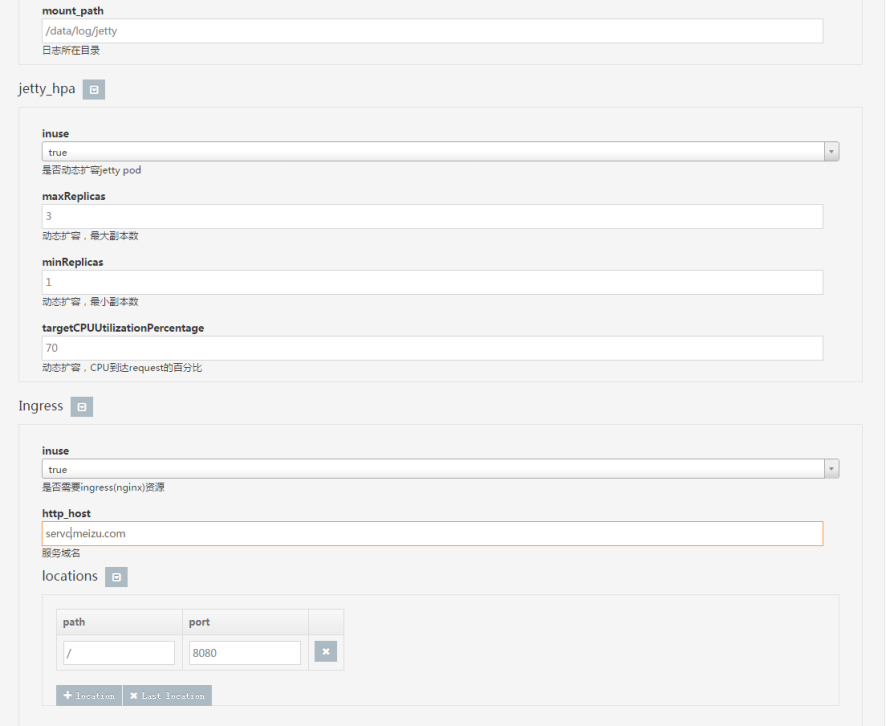 mount_path
/data/log/jetty
日志所在目录
jetty_hpa
inuse
true
是否动态扩容jetty pod
maxReplicas
3
动态扩容，最大副本数
minReplicas
1
动态扩容，最小副本数
targetCPUUtilizationPercentage
70
动态扩容，CPU到达request的百分比
Ingress
inuse
true
是否需要ingress(nginx)资源
http_host
servc.meizu.com
服务域名
locations
path port
/ 8080
location Last location